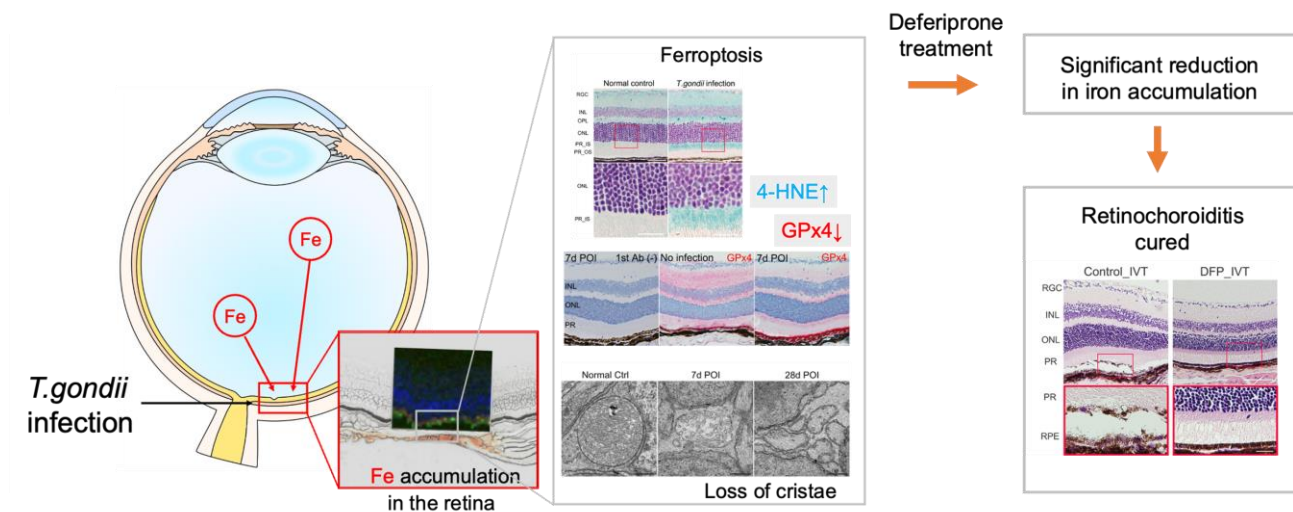 Fe
Fe
T.gondii
infection
Fe accumulation
in the retina
Ferroptosis
Normal control
T.gondii infection
RGC
INL
OPL
ONL
PR_IS
PR_OS
ONL
PR_IS
4-HNE↑
GPx4↓
7d POI
1st Ab (-)
No infection
GPx4
7d POI
GPx4
INL
ONL
PR
Normal Ctrl
7d POI
28d POI
Loss of cristae
Deferiprone
treatment
Significant reduction
in iron accumulation
Retinochoroiditis
cured
Control_IVT
DFP_IVT
RGC
INL
ONL
PR
PR
RPE